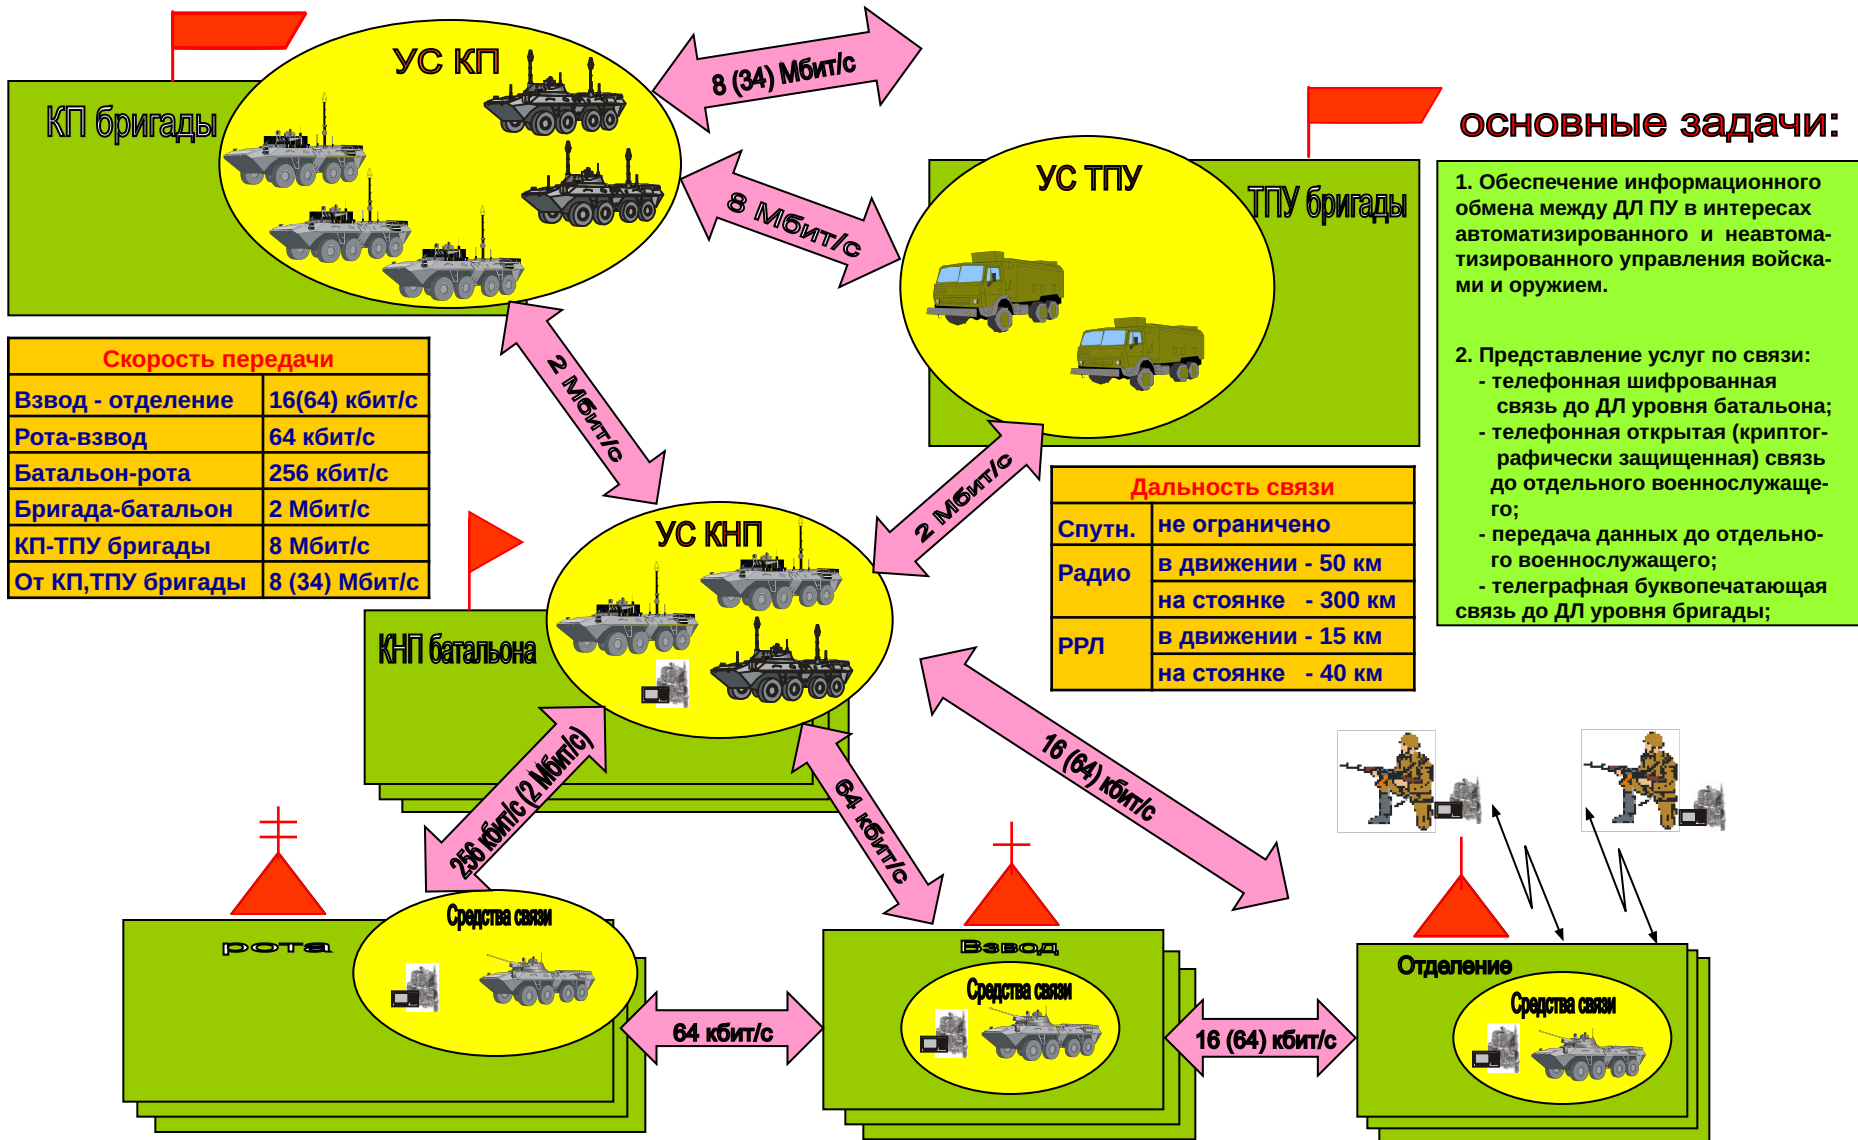 УС КП
КП бригады
8 (34) Мбит/с
8 Мбит/с
УС ТПУ
ТПУ бригады
основные задачи:
1. Обеспечение информационного
обмена между ДЛ ПУ в интересах
автоматизированного и неавтома-
тизированного управления войска-
ми и оружием.
2. Представление услуг по связи:
- телефонная шифрованная
связь до ДЛ уровня батальона;
- телефонная открытая (криптог-
рафически защищенная) связь
до отдельного военнослужаще-
го;
- передача данных до отдельно-
го военнослужащего;
- телеграфная буквопечатающая
связь до ДЛ уровня бригады;
Скорость передачи
Взвод - отделение 16(64) кбит/с
Рота-взвод 64 кбит/с
Батальон-рота 256 кбит/с
Бригада-батальон 2 Мбит/с
КП-ТПУ бригады 8 Мбит/с
От КП,ТПУ бригады 8 (34) Мбит/с
2 Мбит/с
2 Мбит/с
Дальность связи
Спутн. не ограничено
Радио в движении - 50 км
на стоянке - 300 км
РРЛ в движении - 15 км
на стоянке - 40 км
УС КНП
КНП батальона
256 кбит/с (2 Мбит/с)
64 кбит/с
16 (64) кбит/с
рота
Средства связи
64 кбит/с
Взвод
Средства связи
16 (64) кбит/с
Отделение
Средства связи